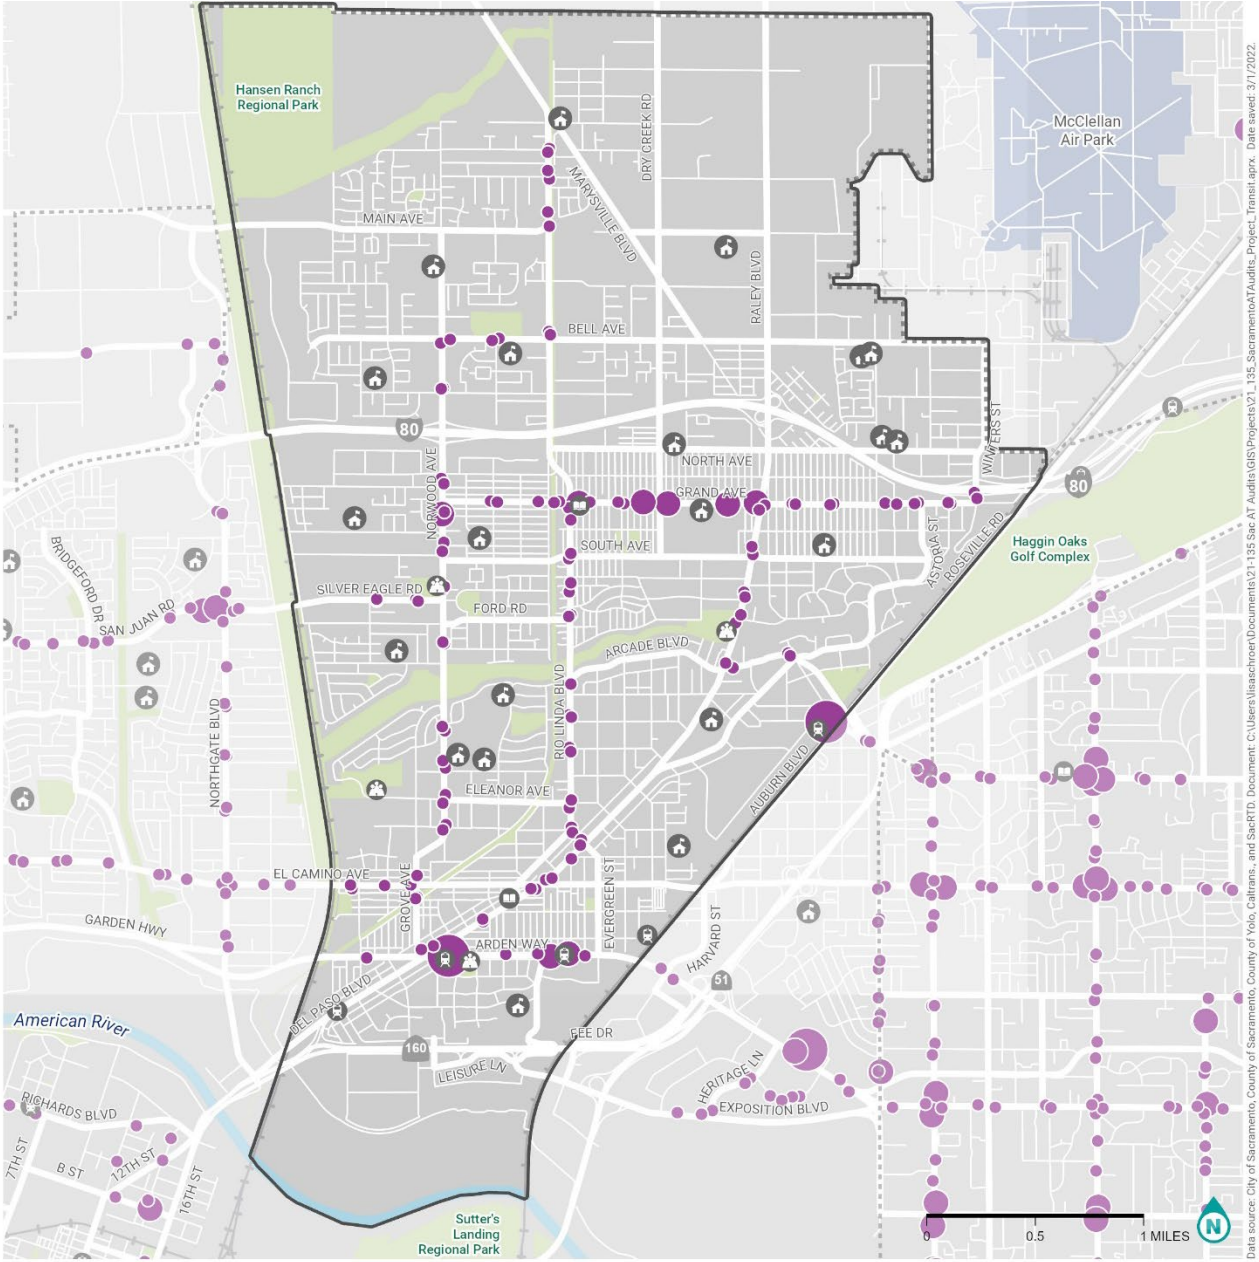 Hansen Ranch
Regional Park
McClellan
Air Park
DRY CREEK RD
MARYSVILLE BLVD
MAIN AVE
RALEY BLVD
BELL AVE
80
WINTERS ST
NORTH AVE
NORWOOD AVE
GRAND AVE
80
BRIDGEFORD DR
SOUTH AVE
ASTORIA ST
ROSEVILLE RD
Haggin Oaks
Golf Complex
SILVER EAGLE RD
SAN JUAN RD
FORD RD
ARCADE BLVD
RIO LINDA BLVD
NORTHGATE BLVD
AUBURN BLVD
ELEANOR AVE
EL CAMINO AVE
GROVE AVE
EVERGREEN ST
GARDEN HWY
HARVARD ST
ARDEN WAY
51
DEL PASO BLVD
American River
160
FEE DR
LEISURE LN
HERITAGE LN
RICHARDS BLVD
EXPOSITION BLVD
7TH ST
B ST
12TH ST
16TH ST
Sutter's
Landing
Regional Park
0
0.5
1 MILES
N
Data source: City of Sacramento, County of Sacramento, County of Yolo, Caltrans, and SacRTD. Document: C:\Users\lisaschroer\Documents\21-135 Sac AT Audits\GIS\Projects\21_135_SacramentoATAudits_Project_Transit.aprx. Date saved: 3/1/2022.